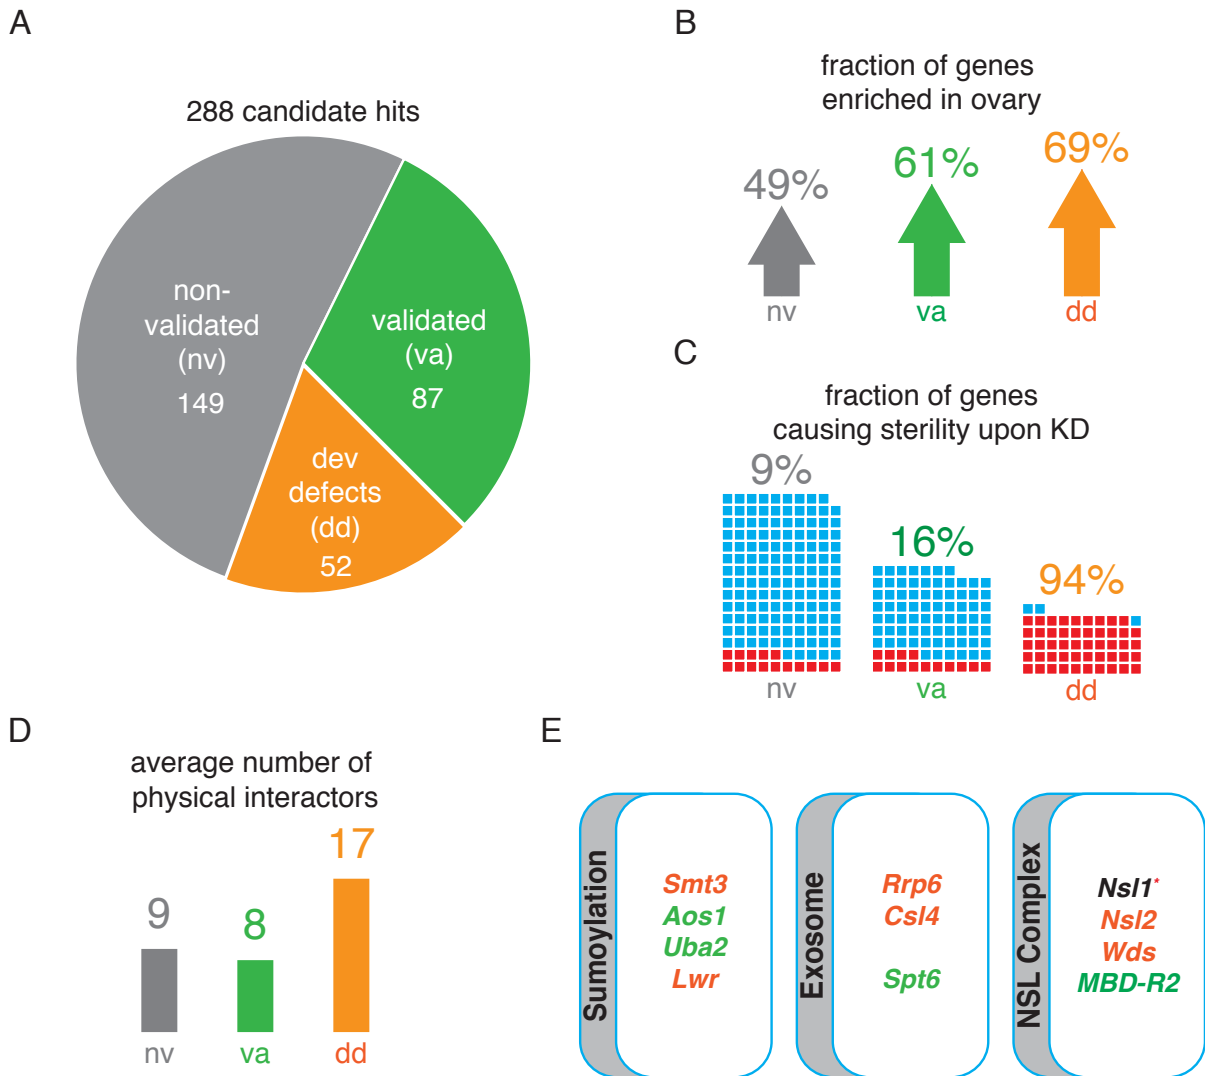 A
288 candidate hits
non-
validated
(nv)
149
validated
(va)
87
dev
defects
(dd)
52
B
fraction of genes
enriched in ovary
49%
61%
69%
nv
va
dd
C
fraction of genes
causing sterility upon KD
9%
16%
94%
nv
va
dd
D
average number of
physical interactors
9
8
17
nv
va
dd
E
Sumoylation
Smt3
Aos1
Uba2
Lwr
Exosome
Rrp6
Csl4
Spt6
NSL Complex
Nsl1*
Nsl2
Wds
MBD-R2